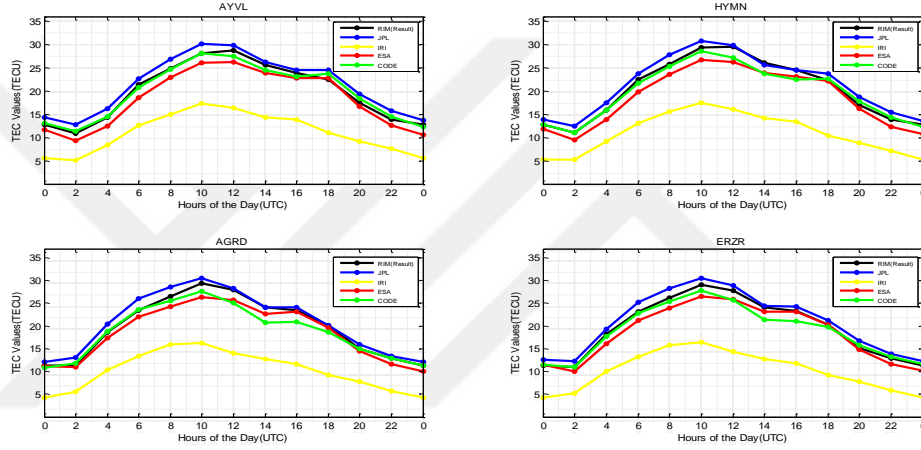 AYVL
35
30
25
20
15
10
5
TEC Values(TECU)
RIM(Result)
JPL
IRI
ESA
CODE
0 2 4 6 8 10 12 14 16 18 20 22 0
Hours of the Day(UTC)
HYMN
35
30
25
20
15
10
5
TEC Values(TECU)
RIM(Result)
JPL
IRI
ESA
CODE
0 2 4 6 8 10 12 14 16 18 20 22 0
Hours of the Day(UTC)
AGRD
35
30
25
20
15
10
5
TEC Values(TECU)
RIM(Result)
JPL
IRI
ESA
CODE
0 2 4 6 8 10 12 14 16 18 20 22 0
Hours of the Day(UTC)
ERZR
35
30
25
20
15
10
5
TEC Values(TECU)
RIM(Result)
JPL
IRI
ESA
CODE
0 2 4 6 8 10 12 14 16 18 20 22 0
Hours of the Day(UTC)